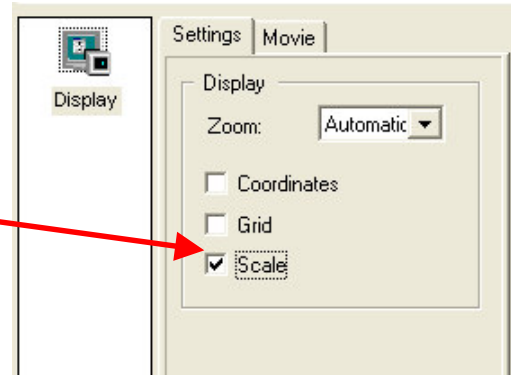 Display
Settings Movie
Display
Zoom: Automatic
Coordinates
Grid
Scale